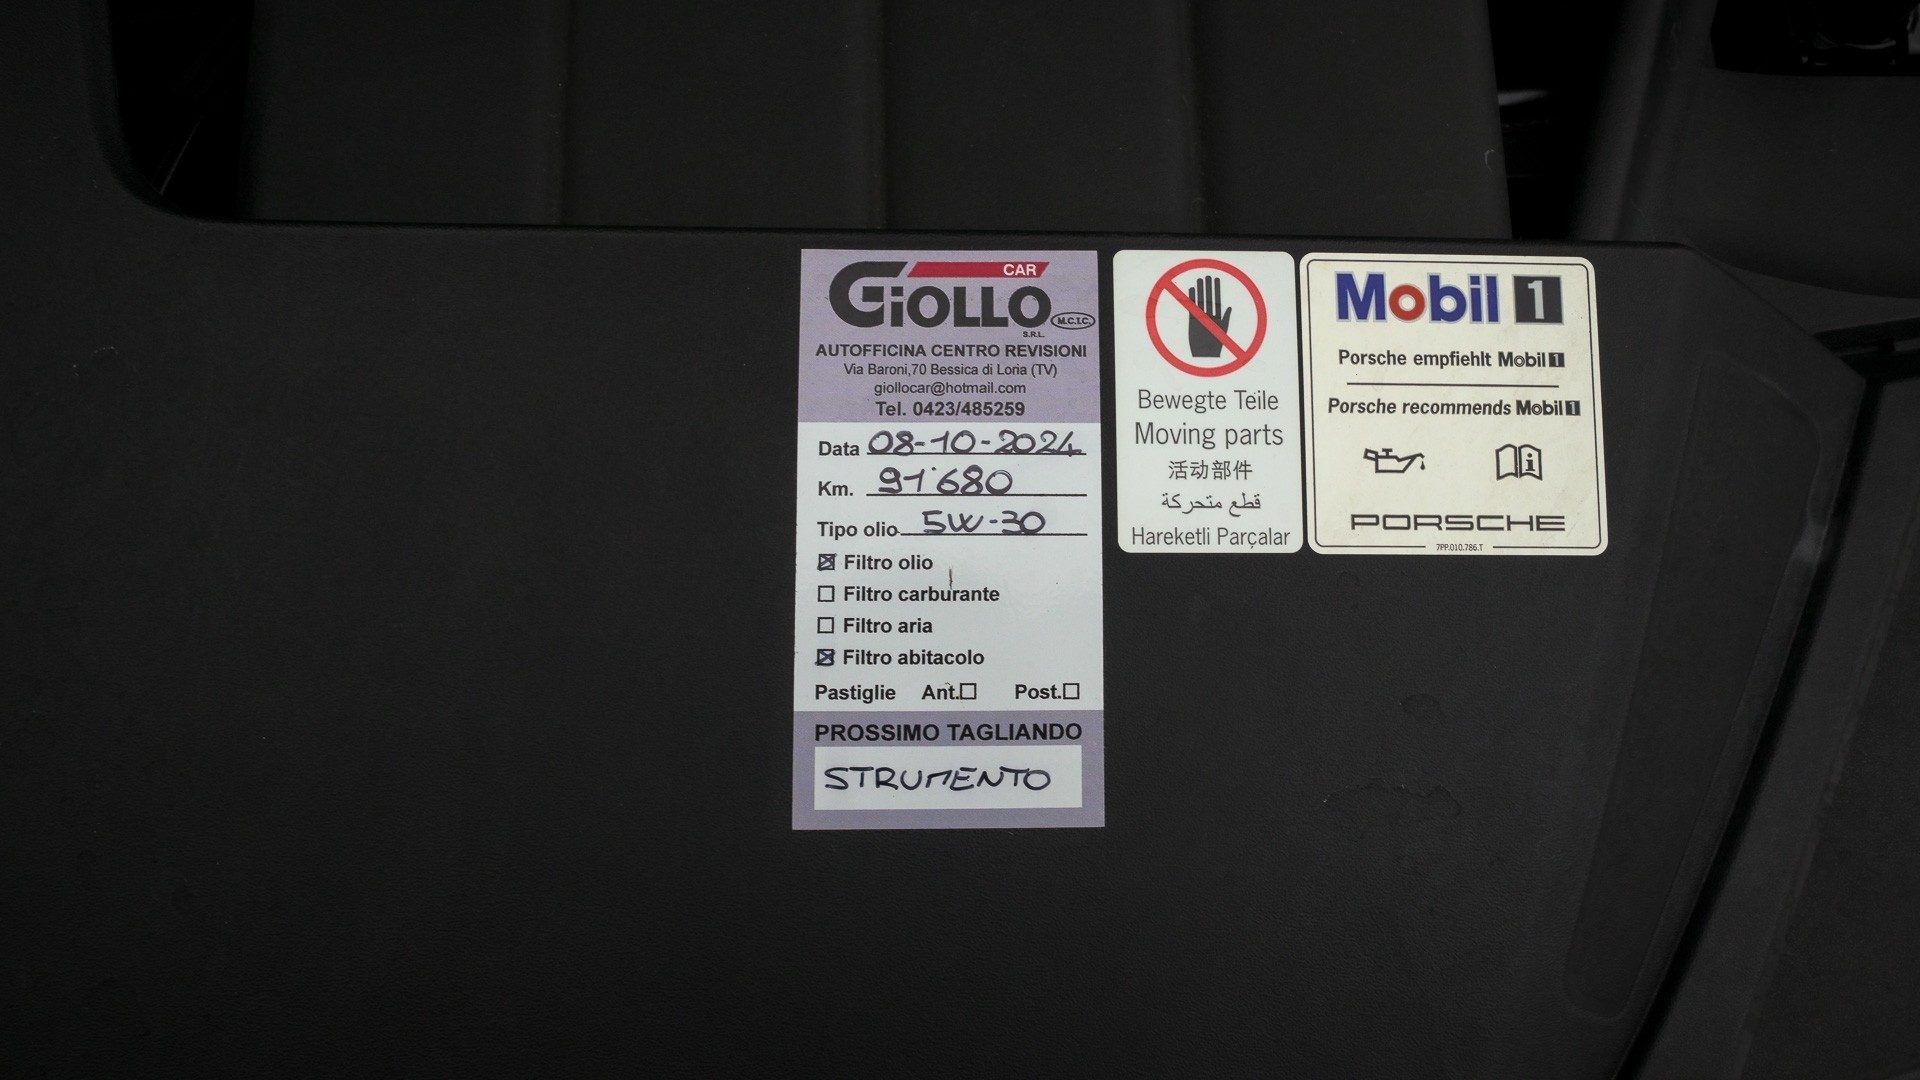 CAR
GiOLLO
S.R.L.
M.C.T.C.
AUTOFFICINA CENTRO REVISIONI
Via Baroni,70 Bessica di Loria (TV)
giollocar@hotmail.com
Tel. 0423/485259
Data 08-10-2024
Km. 91'680
Tipo olio 5W-30
Filtro olio
Filtro carburante
Filtro aria
Filtro abitacolo
Pastiglie Ant. Post.
PROSSIMO TAGLIANDO
STRUMENTO
Bewegte Teile
Moving parts
活动部件
قطع متحركة
Hareketli Parçalar
Mobil 1
Porsche empfiehlt Mobil 1
Porsche recommends Mobil 1
PORSCHE
7PP.010.786.T